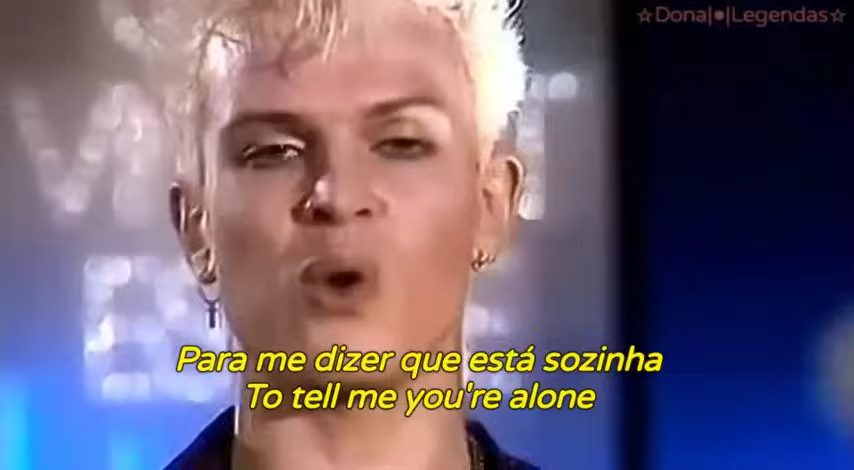 ☆Dona|●|Legendas☆
Para me dizer que está sozinha
To tell me you're alone